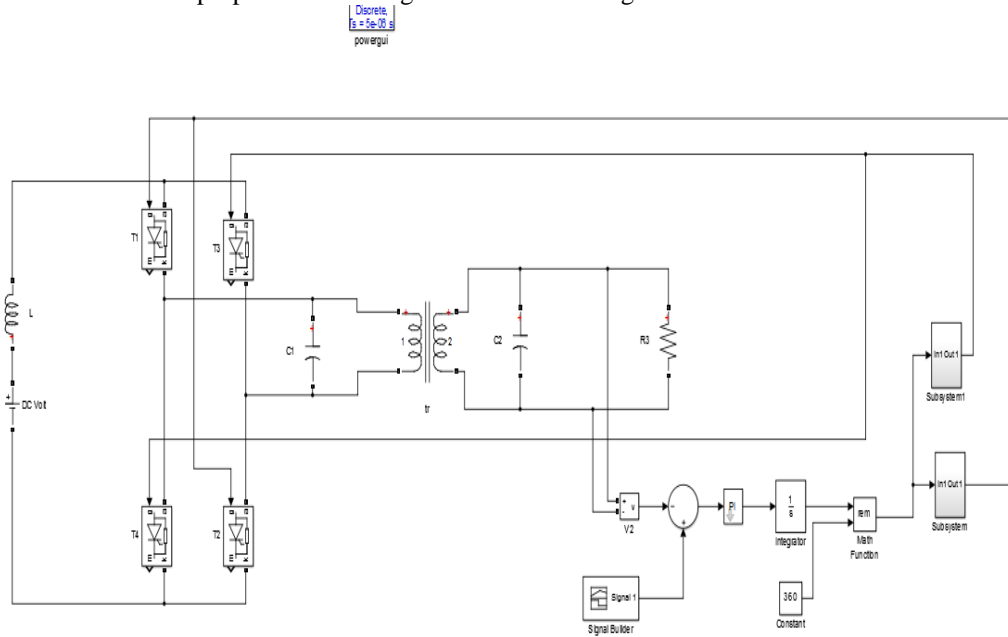 Discrete,
Ts = 5e-06 s
powergui
T1
T3
L
DC Volt
C1
1
2
tr
C2
R3
T4
T2
g
a
m
k
g
a
m
k
g
a
m
k
g
a
m
k
+
-
v
V2
PI
1
s
Integrator
rem
Math
Function
360
Constant
Signal 1
Signal Builder
In1 Out1
Subsystem1
In1 Out1
Subsystem